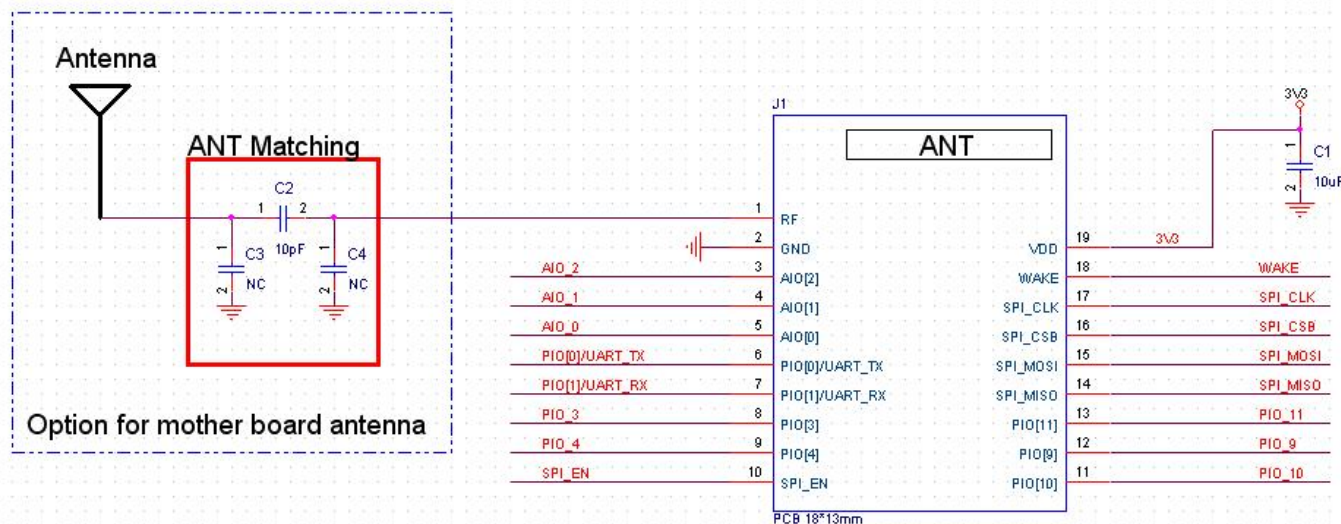 Antenna
ANT Matching
C2
1 2
10pF
1
C3
NC
2
1
C4
NC
2
Option for mother board antenna
J1
ANT
1 RF
2 GND
AIO_2 3 AIO[2]
AIO_1 4 AIO[1]
AIO_0 5 AIO[0]
PIO[0]/UART_TX 6 PIO[0]/UART_TX
PIO[1]/UART_RX 7 PIO[1]/UART_RX
PIO_3 8 PIO[3]
PIO_4 9 PIO[4]
SPI_EN 10 SPI_EN
VDD 19 3V3
WAKE 18 WAKE
SPI_CLK 17 SPI_CLK
SPI_CSB 16 SPI_CSB
SPI_MOSI 15 SPI_MOSI
SPI_MISO 14 SPI_MISO
PIO[11] 13 PIO_11
PIO[9] 12 PIO_9
PIO[10] 11 PIO_10
PCB 18*13mm
3V3
1
C1
10uF
2